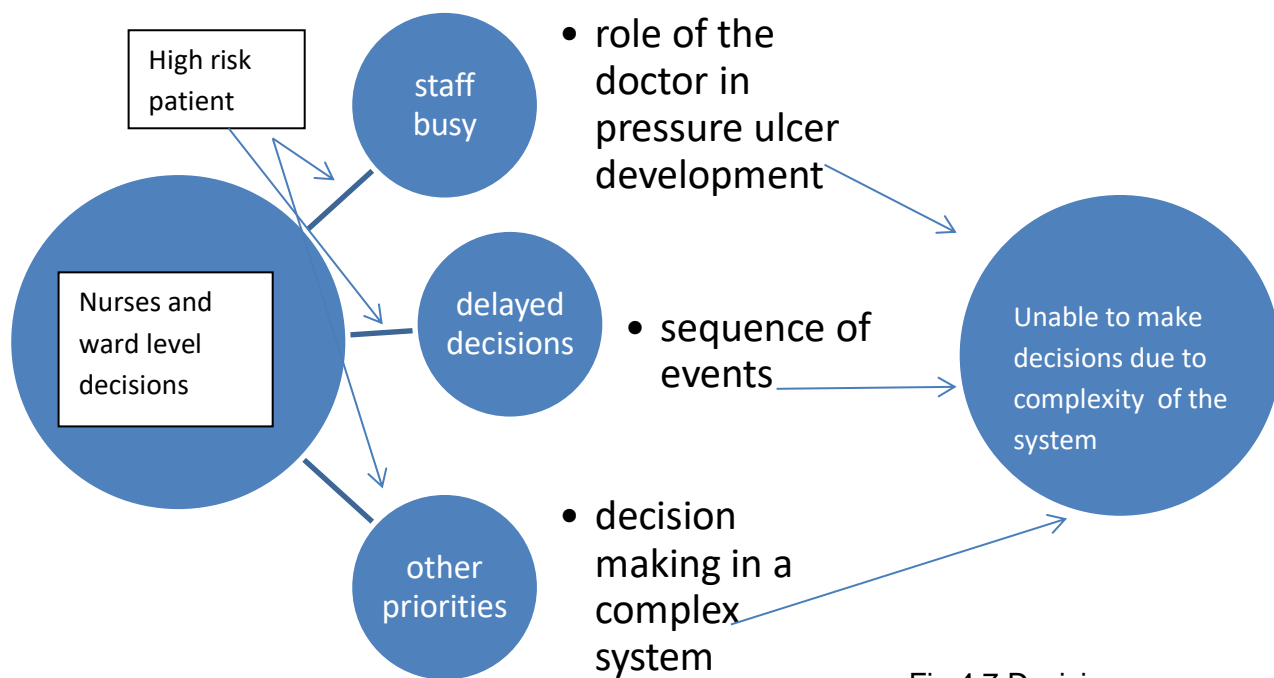 High risk
patient
staff
busy
• role of the
doctor in
pressure ulcer
development
Nurses and
ward level
decisions
delayed
decisions
• sequence of
events
Unable to make
decisions due to
complexity of the
system
other
priorities
• decision
making in a
complex
system